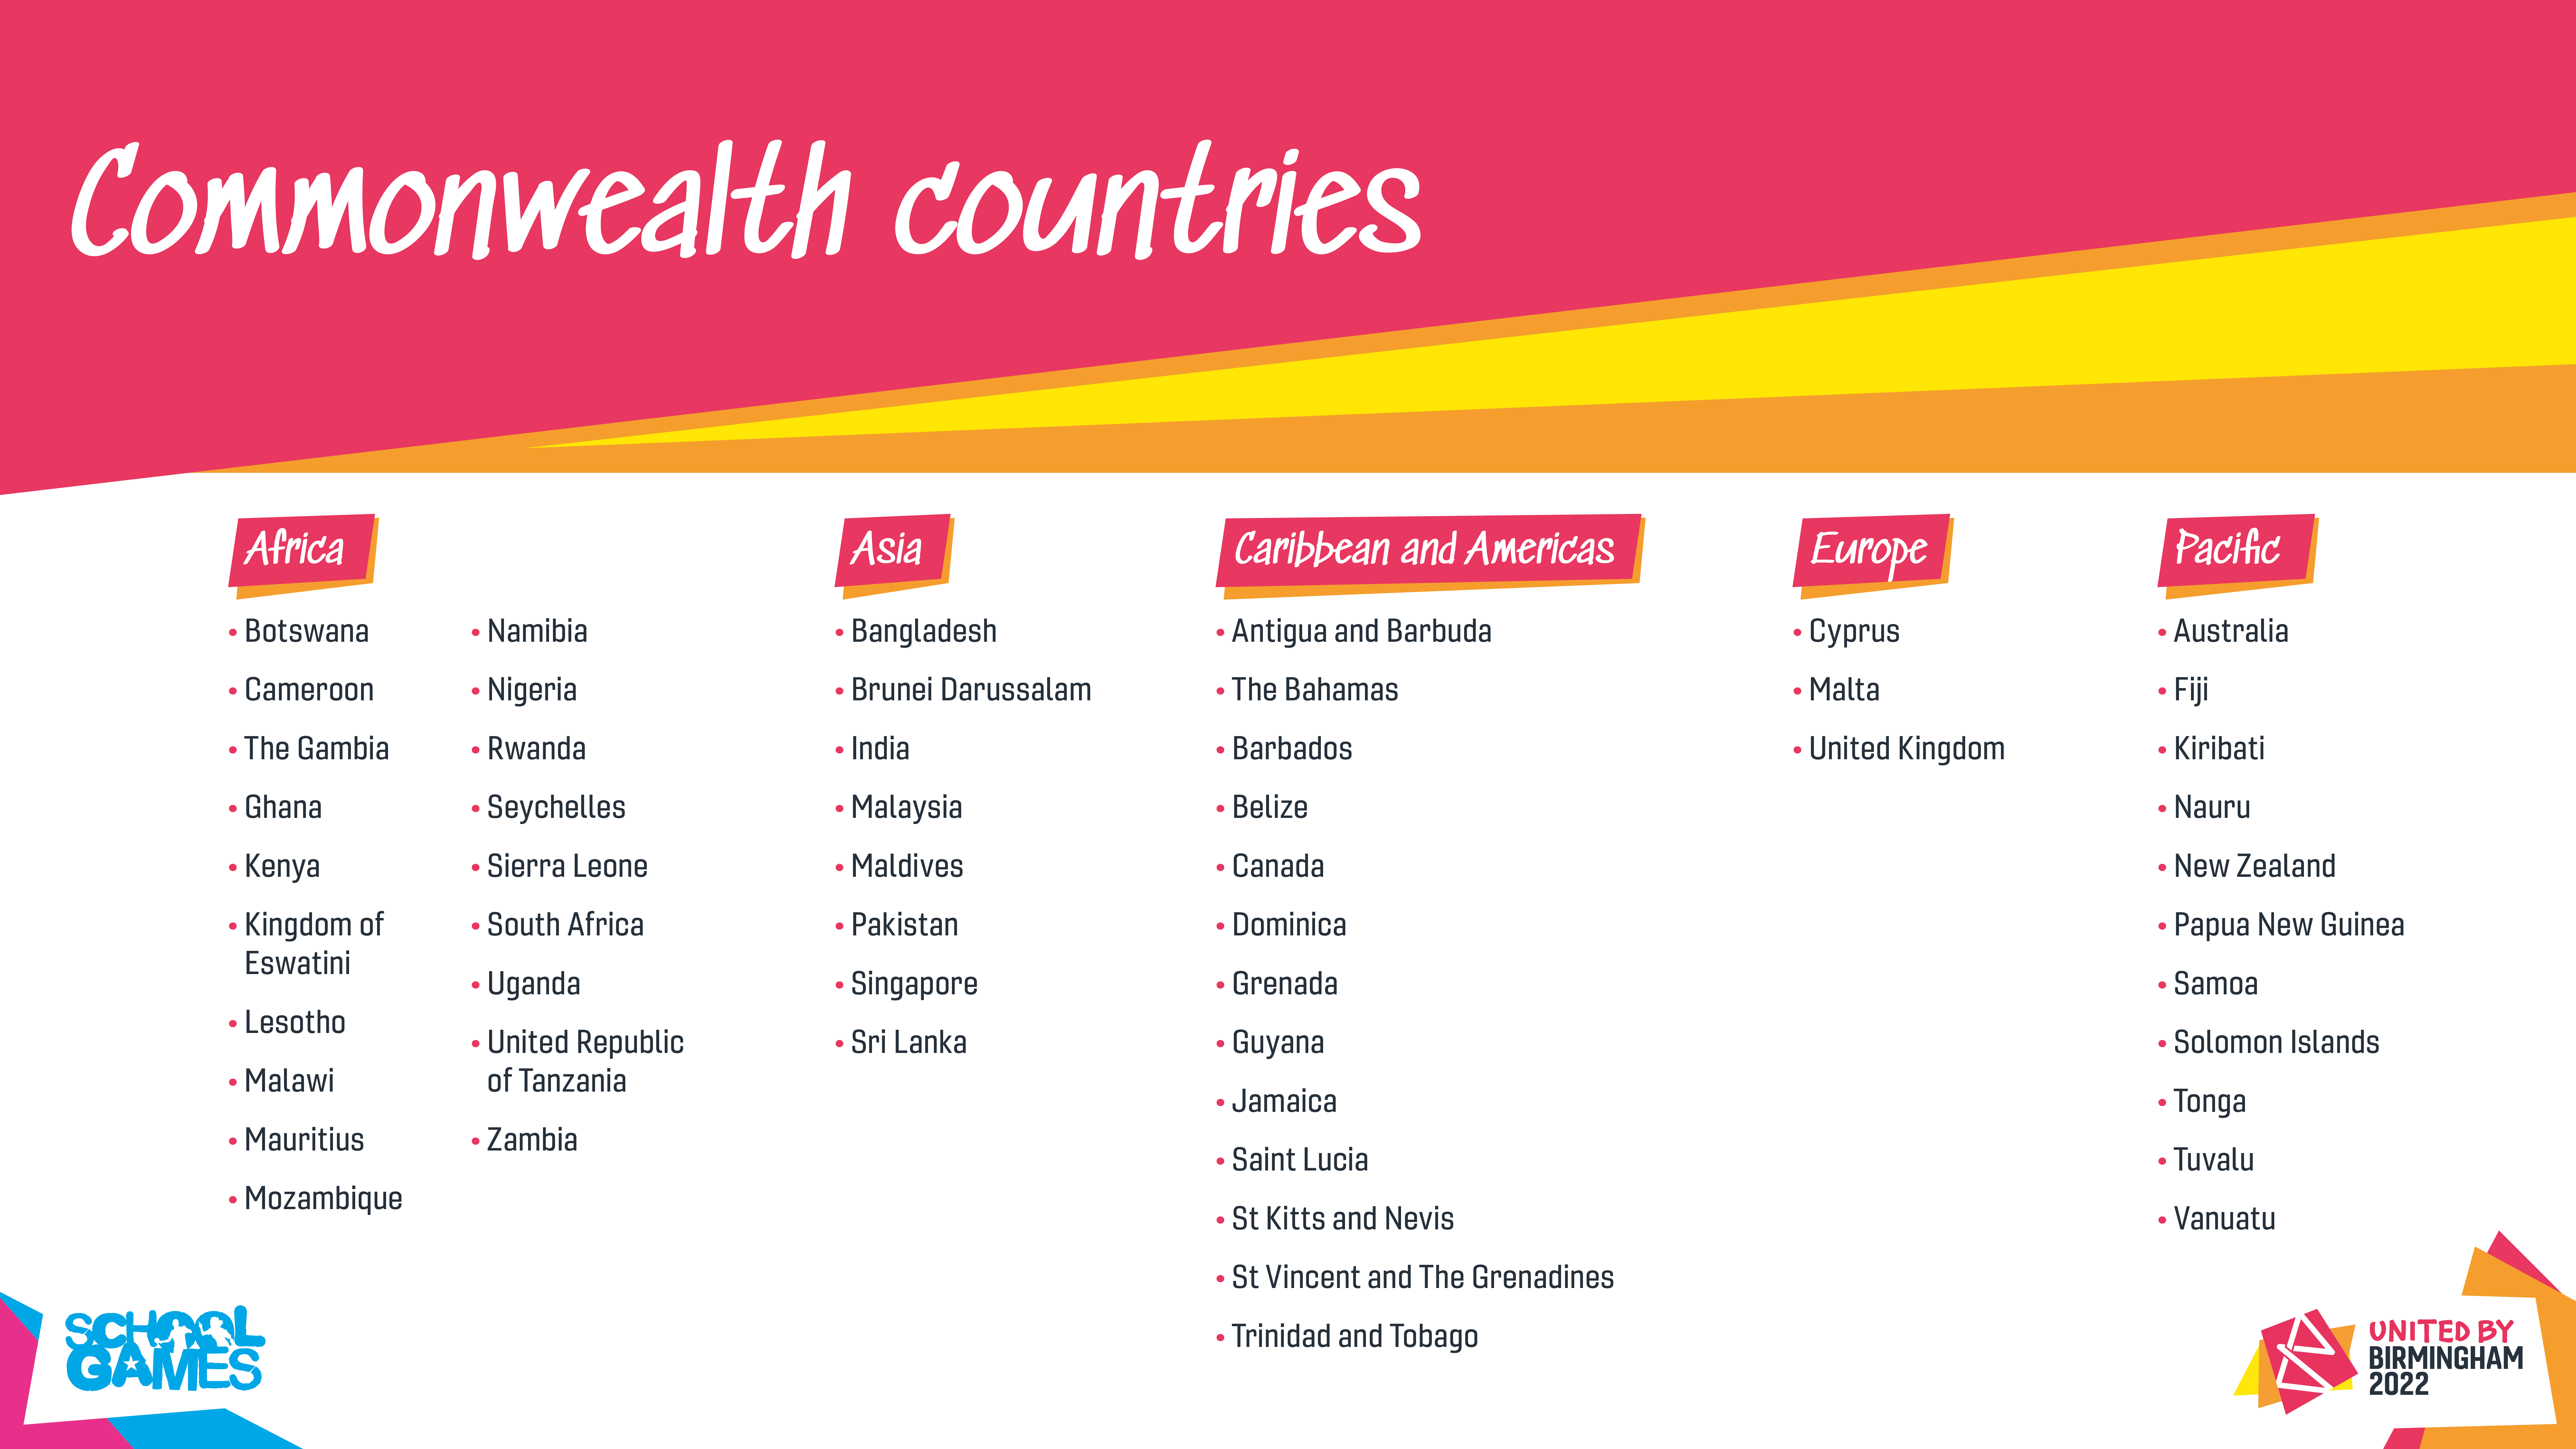 Commonwealth countries
Africa
• Botswana
• Cameroon
• The Gambia
• Ghana
• Kenya
• Kingdom of
Eswatini
• Lesotho
• Malawi
• Mauritius
• Mozambique
• Namibia
• Nigeria
• Rwanda
• Seychelles
• Sierra Leone
• South Africa
• Uganda
• United Republic
of Tanzania
• Zambia
Asia
• Bangladesh
• Brunei Darussalam
• India
• Malaysia
• Maldives
• Pakistan
• Singapore
• Sri Lanka
Caribbean and Americas
• Antigua and Barbuda
• The Bahamas
• Barbados
• Belize
• Canada
• Dominica
• Grenada
• Guyana
• Jamaica
• Saint Lucia
• St Kitts and Nevis
• St Vincent and The Grenadines
• Trinidad and Tobago
Europe
• Cyprus
• Malta
• United Kingdom
Pacific
• Australia
• Fiji
• Kiribati
• Nauru
• New Zealand
• Papua New Guinea
• Samoa
• Solomon Islands
• Tonga
• Tuvalu
• Vanuatu
SCHOOL
GAMES
UNITED BY
BIRMINGHAM
2022